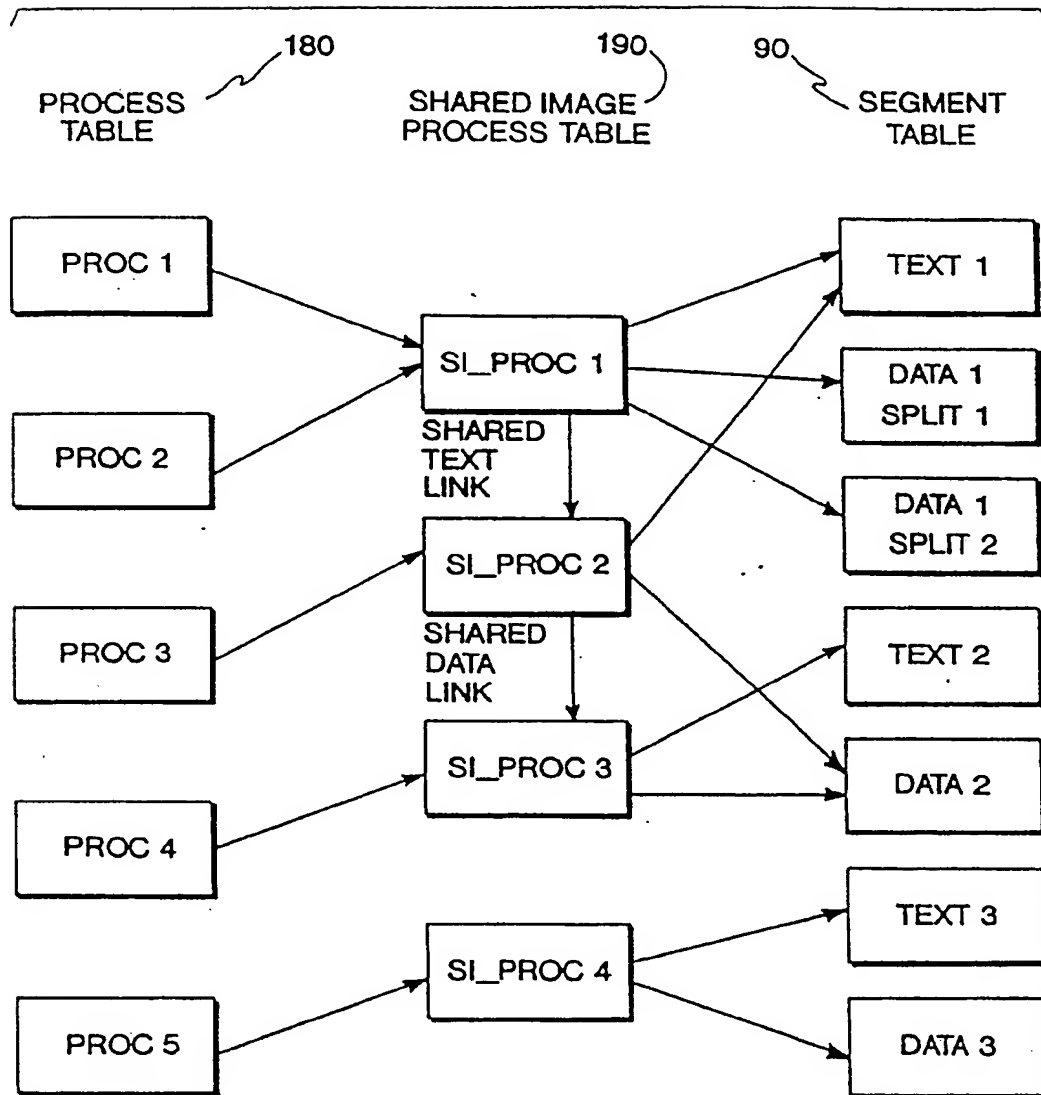 180
190
90
PROCESS
TABLE
SHARED IMAGE
PROCESS TABLE
SEGMENT
TABLE
PROC 1
PROC 2
PROC 3
PROC 4
PROC 5
SI_PROC 1
SHARED
TEXT
LINK
SI_PROC 2
SHARED
DATA
LINK
SI_PROC 3
SI_PROC 4
TEXT 1
DATA 1
SPLIT 1
DATA 1
SPLIT 2
TEXT 2
DATA 2
TEXT 3
DATA 3